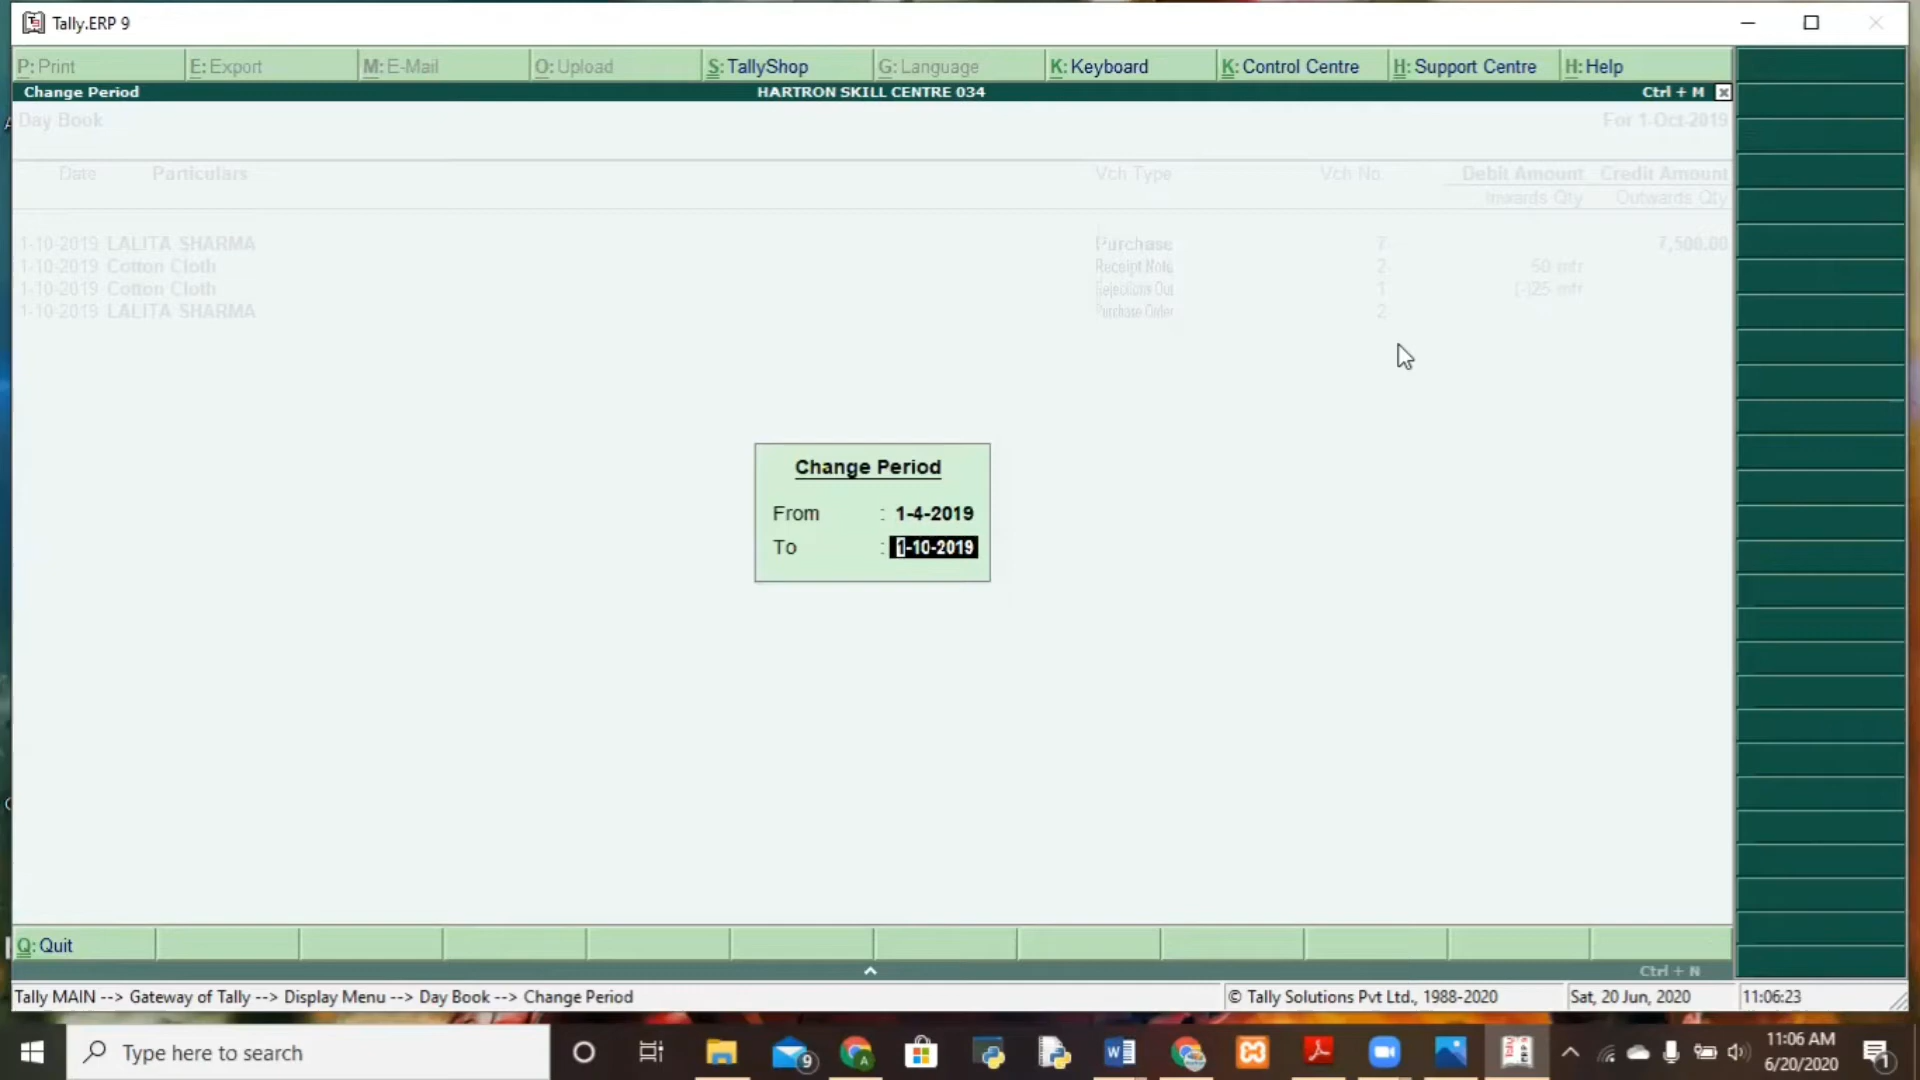 Tally.ERP 9
P: Print E: Export M: E-Mail O: Upload S: TallyShop G: Language K: Keyboard K: Control Centre H: Support Centre H: Help
Change Period HARTRON SKILL CENTRE 034 Ctrl + M
Day Book For 1-Oct-2019
Date Particulars Vch Type Vch No. Debit Amount Credit Amount
Inwards Qty Outwards Qty
1-10-2019 LALITA SHARMA Purchase 7 7,500.00
1-10-2019 Cotton Cloth Receipt Note 2 50 mtr
1-10-2019 Cotton Cloth Rejections Out 1 (-)25 mtr
1-10-2019 LALITA SHARMA Purchase Order 2
Change Period
From : 1-4-2019
To : 1-10-2019
Q: Quit
Ctrl + N
Tally MAIN --> Gateway of Tally --> Display Menu --> Day Book --> Change Period © Tally Solutions Pvt Ltd., 1988-2020 Sat, 20 Jun, 2020 11:06:23
Type here to search 9 11:06 AM
6/20/2020 1